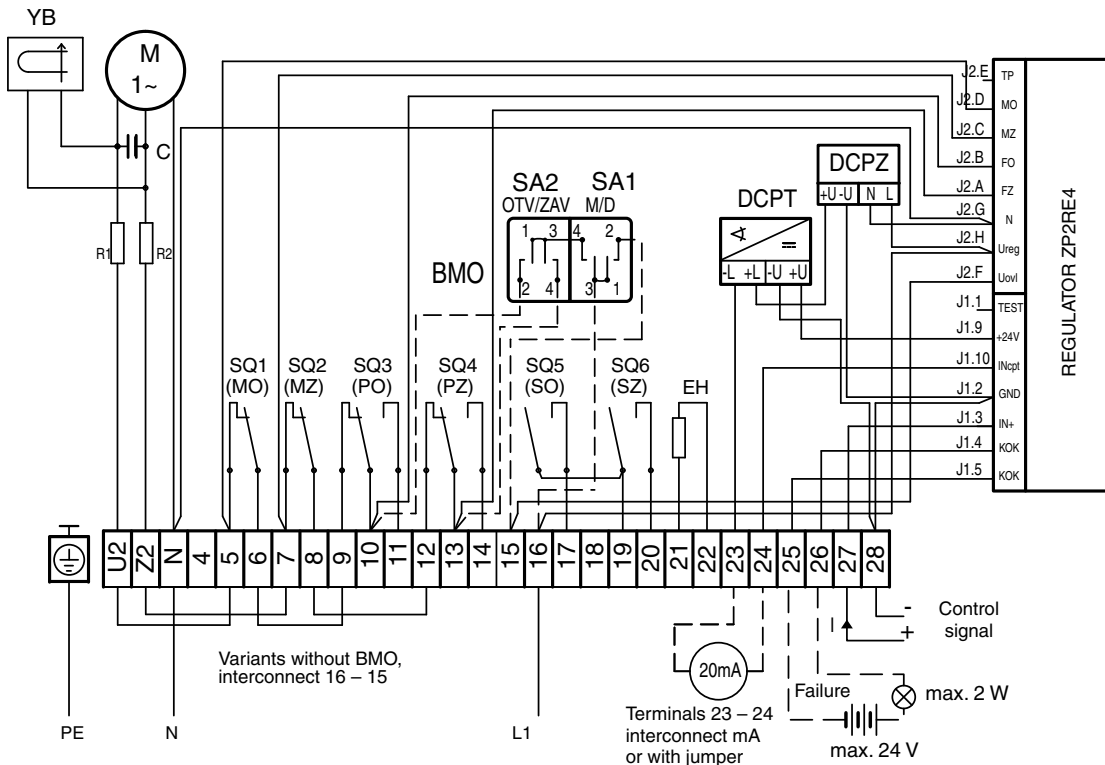 YB
M
1~
C
R1
R2
SA2
OTV/ZAV
SA1
M/D
1 3 4 2
2 4 3 1
BMO
DCPT
-L +L -U +U
DCPZ
+U -U N L
J2.E TP
J2.D MO
J2.C MZ
J2.B FO
J2.A FZ
J2.G N
J2.H Ureg
J2.F Uovl
J1.1 TEST
J1.9 +24V
J1.10 INcpt
J1.2 GND
J1.3 IN+
J1.4 KOK
J1.5 KOK
REGULATOR ZP2RE4
SQ1
(MO)
SQ2
(MZ)
SQ3
(PO)
SQ4
(PZ)
SQ5
(SO)
SQ6
(SZ)
EH
U2 Z2 N 4 5 6 7 8 9 10 11 12 13 14 15 16 17 18 19 20 21 22 23 24 25 26 27 28
Variants without BMO,
interconnect 16 – 15
PE
N
L1
20mA
Terminals 23 – 24
interconnect mA
or with jumper
I
-
+
Control
signal
Failure
max. 2 W
max. 24 V